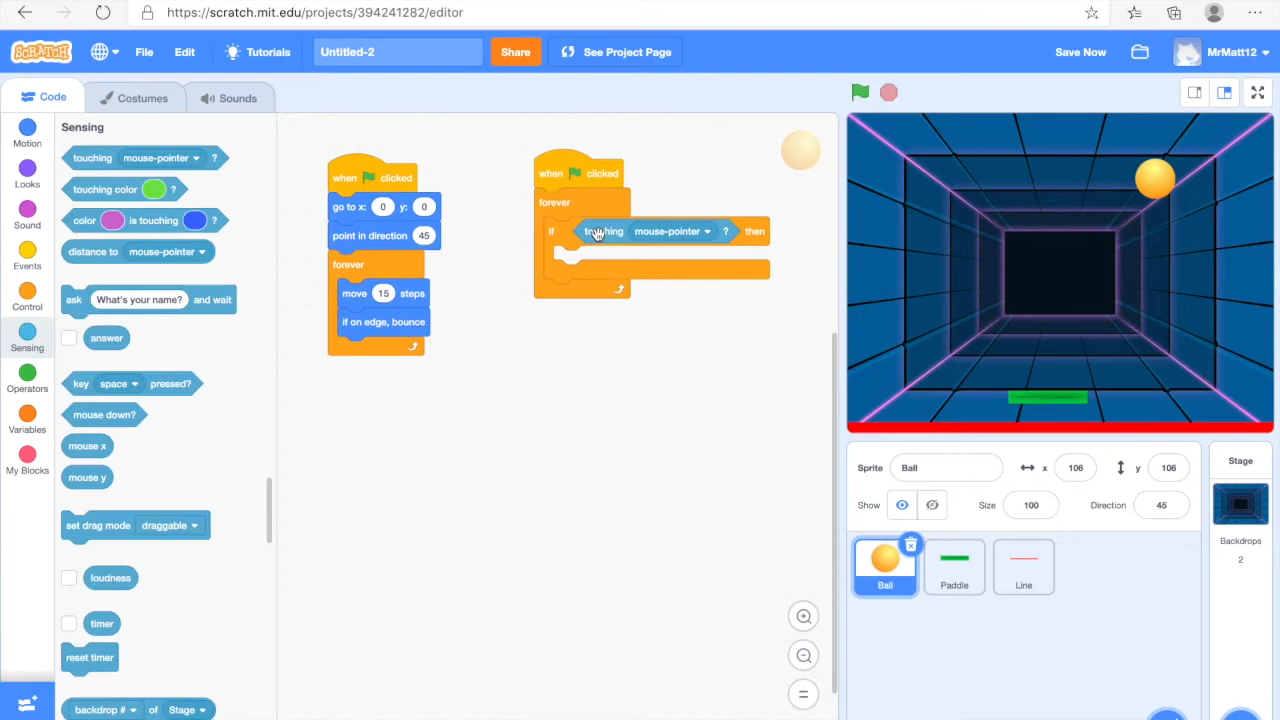 https://scratch.mit.edu/projects/394241282/editor
SCRATCH
File
Edit
Tutorials
Untitled-2
Share
See Project Page
Save Now
MrMatt12
Code
Costumes
Sounds
Motion
Looks
Sound
Events
Control
Sensing
Operators
Variables
My Blocks
Sensing
touching mouse-pointer ?
touching color ?
color is touching ?
distance to mouse-pointer
ask What's your name? and wait
answer
key space pressed?
mouse down?
mouse x
mouse y
set drag mode draggable
loudness
timer
reset timer
backdrop # of Stage
when clicked
go to x: 0 y: 0
point in direction 45
forever
move 15 steps
if on edge, bounce
when clicked
forever
if touching mouse-pointer ? then
Sprite Ball
x 106
y 106
Show
Size 100
Direction 45
Ball
Paddle
Line
Stage
Backdrops
2